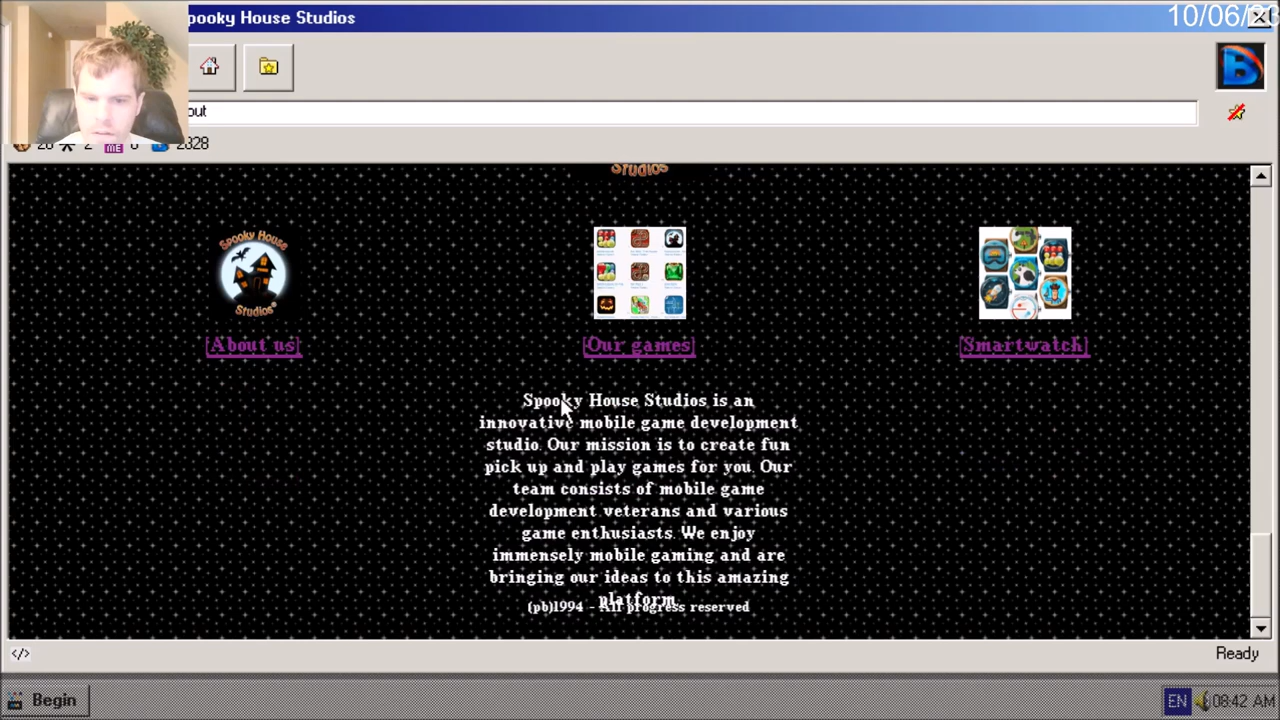 pooky House Studios
10/06/23
out
2 2328
ME
Studios
Spooky House
Studios
[About us]
[Our games]
[Smartwatch]
Spooky House Studios is an
innovative mobile game development
studio. Our mission is to create fun
pick up and play games for you. Our
team consists of mobile game
development veterans and various
game enthusiasts. We enjoy
immensely mobile gaming and are
bringing our ideas to this amazing
platform.
(pb)1994 - All progress reserved
</> Ready
Begin
EN 08:42 AM